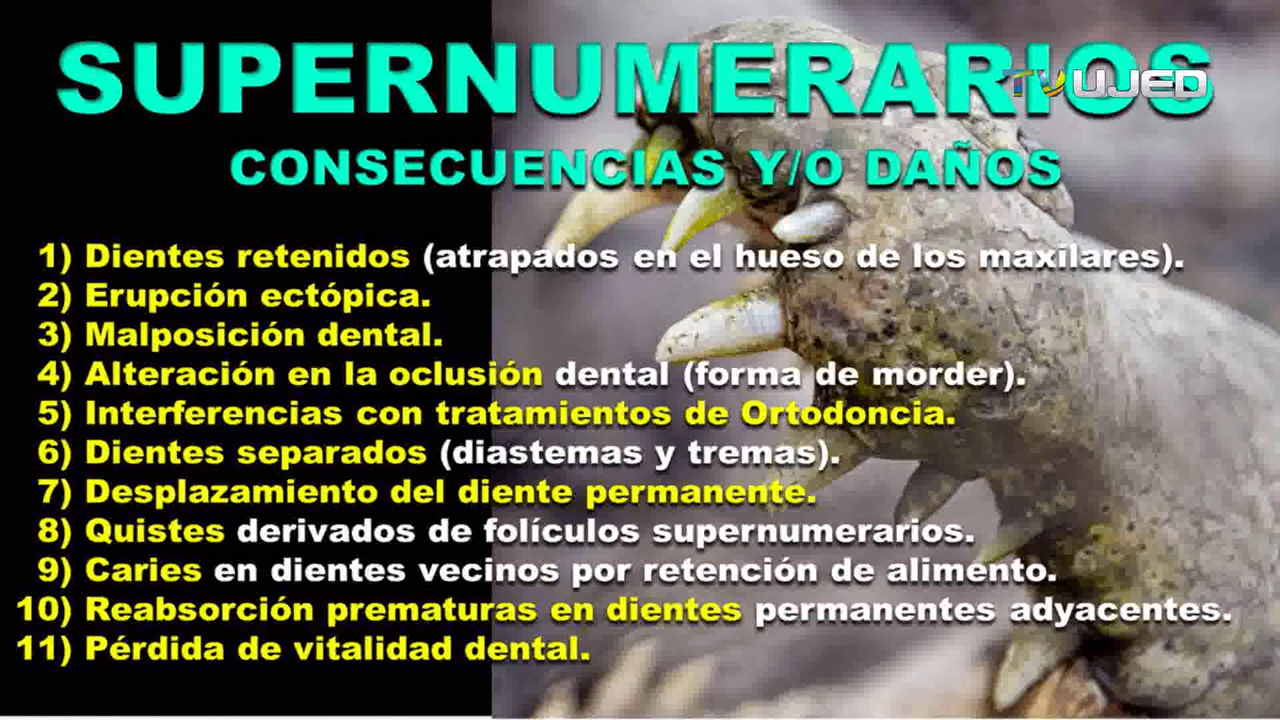 SUPERNUMERARIOS
TV UJED
CONSECUENCIAS Y/O DAÑOS
1) Dientes retenidos (atrapados en el hueso de los maxilares).
2) Erupción ectópica.
3) Malposición dental.
4) Alteración en la oclusión dental (forma de morder).
5) Interferencias con tratamientos de Ortodoncia.
6) Dientes separados (diastemas y tremas).
7) Desplazamiento del diente permanente.
8) Quistes derivados de folículos supernumerarios.
9) Caries en dientes vecinos por retención de alimento.
10) Reabsorción prematuras en dientes permanentes adyacentes.
11) Pérdida de vitalidad dental.